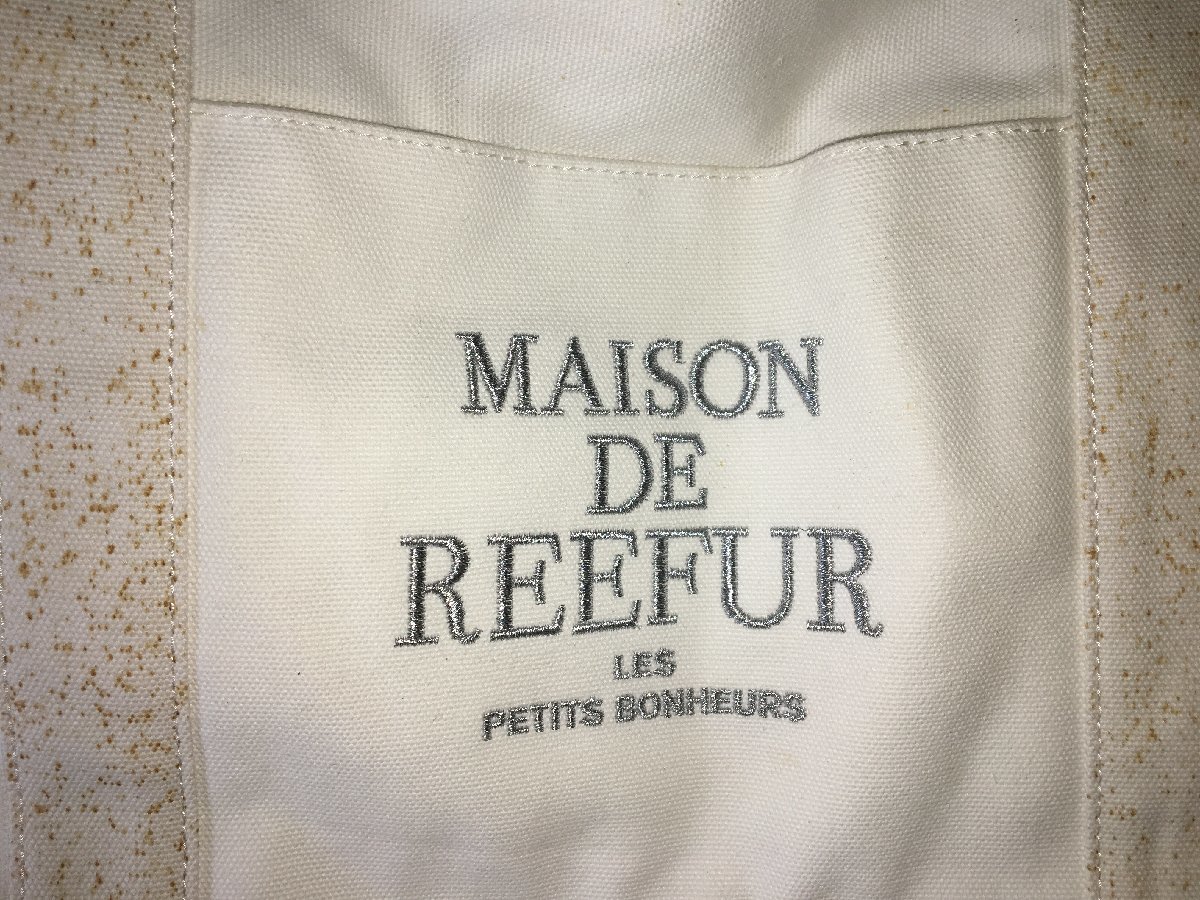 MAISON
DE
REEFUR
LES
PETITS BONHEURS